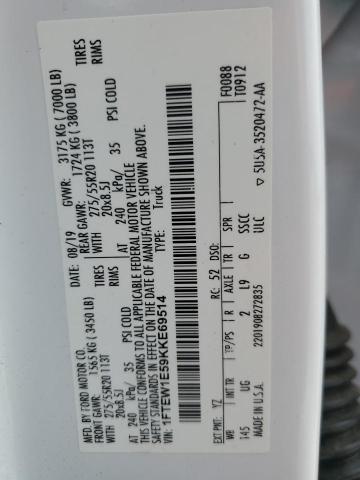 MFD. BY FORD MOTOR CO.
08/19 GVWR: 3175 KG ( 7000 LB)
FRONT GAWR: 1565 KG ( 3450 LB) REAR GAWR: 1724 KG ( 3800 LB)
275/55R20 113T TIRES WITH 275/55R20 113T TIRES
20x8.5J RIMS 20x8.5J RIMS
AT 240 kPa/ 35 PSI COLD AT 240 kPa/ 35 PSI COLD
THIS VEHICLE CONFORMS TO ALL APPLICABLE FEDERAL MOTOR VEHICLE
SAFETY STANDARDS IN EFFECT ON THE DATE OF MANUFACTURE SHOWN ABOVE.
VIN: 1FTEW1E59KKE69514 TYPE: Truck
F0088
T0912
EXT PNT: YZ RC: 52 DSO:
WB INT TR TP/PS R AXLE TR SPR
145 UG 2 L9 G SSCC
ULC
2201908272835
MADE IN U.S.A. ▽ 5U5A-3520472-AA